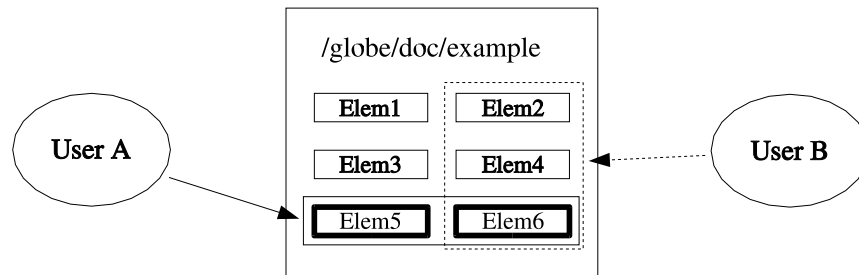 /globe/doc/example
Elem1 Elem2
User A User B
Elem3 Elem4
Elem5 Elem6